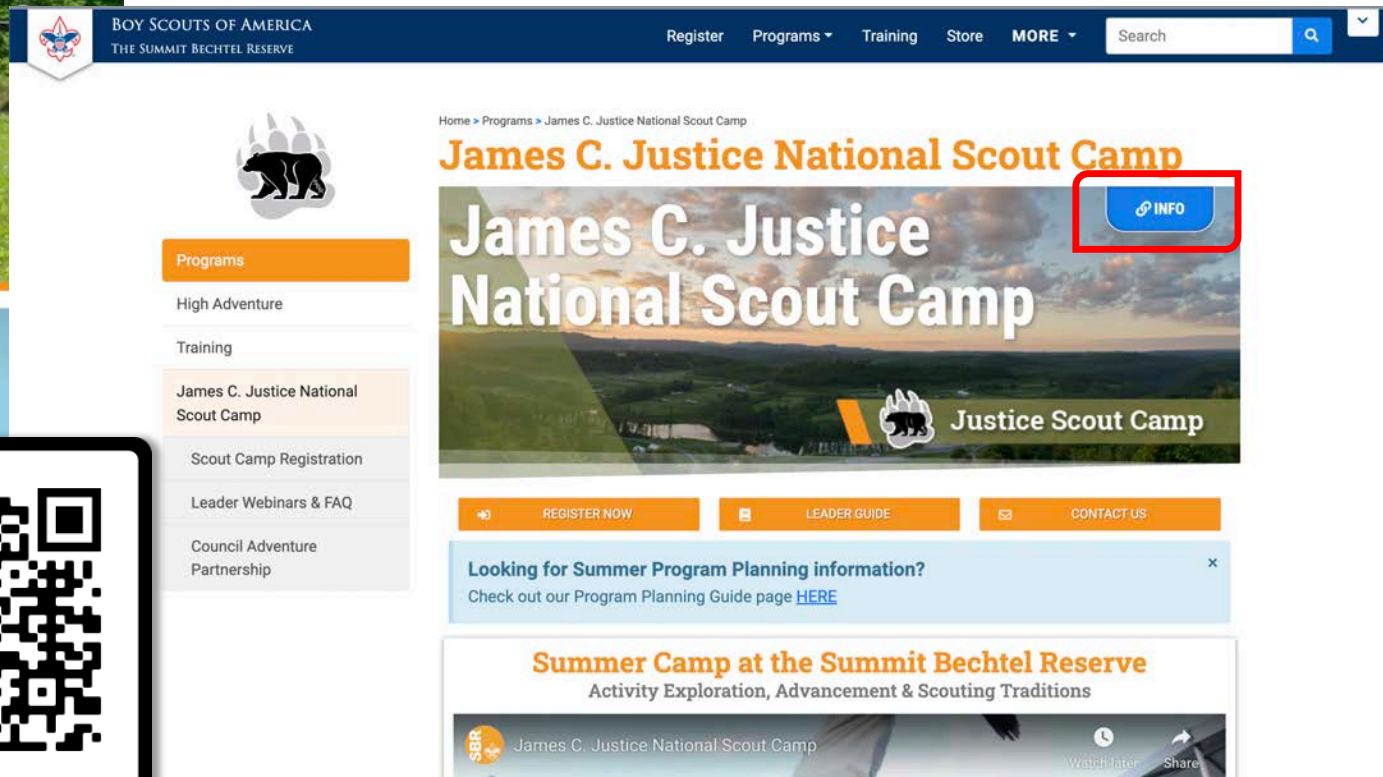 BOY SCOUTS OF AMERICA
THE SUMMIT BECHTEL RESERVE
Register Programs Training Store MORE Search
Home > Programs > James C. Justice National Scout Camp
James C. Justice National Scout Camp
INFO
James C. Justice
National Scout Camp
Justice Scout Camp
Programs
High Adventure
Training
James C. Justice National
Scout Camp
Scout Camp Registration
Leader Webinars & FAQ
Council Adventure
Partnership
REGISTER NOW LEADER GUIDE CONTACT US
Looking for Summer Program Planning information? ×
Check out our Program Planning Guide page HERE
Summer Camp at the Summit Bechtel Reserve
Activity Exploration, Advancement & Scouting Traditions
SBR
James C. Justice National Scout Camp
Watch later Share